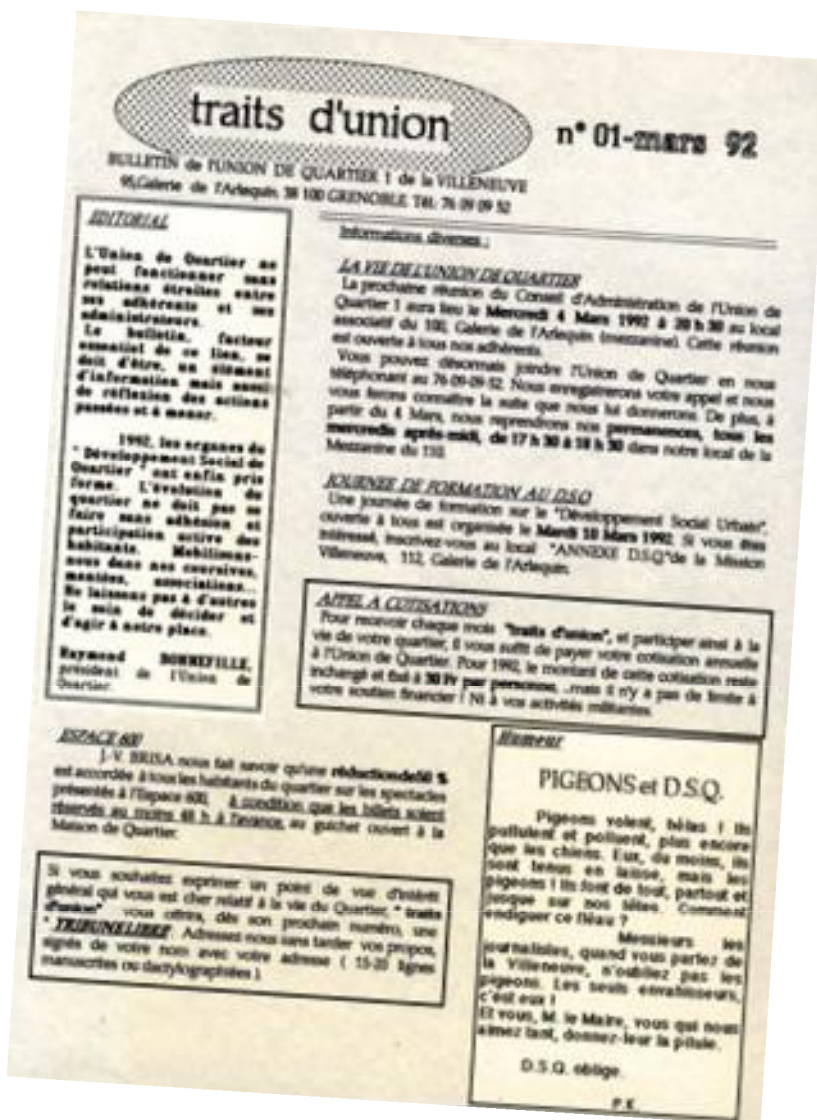 traits d'union
n° 01-mars 92
BULLETIN de l'UNION DE QUARTIER 1 de la VILLENEUVE
95,Galerie de l'Arlequin. 38 100 GRENOBLE. Tél.: 76 09 09 52
EDITORIAL
L'Union de Quartier ne
peut fonctionner sans
relations étroites entre
ses adhérents et ses
administrateurs.
Le bulletin, facteur
essentiel de ce lien, se
doit d'être, un élément
d'information mais aussi
de réflexion des actions
passées et à mener.
1992, les organes du
" Développement Social de
Quartier " ont enfin pris
forme. L'évolution du
quartier ne doit pas se
faire sans adhésion et
participation active des
habitants. Mobilisons-
nous dans nos coursives,
montées, associations...
Ne laissons pas à d'autres
le soin de décider et
d'agir à notre place.
Raymond BONNEFILLE,
président de l'Union de
Quartier.
Informations diverses :
LA VIE DE L'UNION DE QUARTIER
La prochaine réunion du Conseil d'Administration de l'Union de
Quartier 1 aura lieu le Mercredi 4 Mars 1992 à 20 h 30 au local
associatif du 100, Galerie de l'Arlequin (mezzanine). Cette réunion
est ouverte à tous nos adhérents.
Vous pouvez désormais joindre l'Union de Quartier en nous
téléphonant au 76-09-09-52. Nous enregistrerons votre appel et nous
vous ferons connaître la suite que nous lui donnerons. De plus, à
partir du 4 Mars, nous reprendrons nos permanences, tous les
mercredis après-midi, de 17 h 30 à 18 h 30 dans notre local de la
Mezzanine du
JOURNEE DE FORMATION AU D.S.Q
Une journée de formation sur le "Développement Social Urbain",
ouverte à tous est organisée le Mardi 10 Mars 1992. Si vous êtes
intéressé, inscrivez-vous au local "ANNEXE D.S.Q"de la Mission
Villeneuve, 112, Galerie de l'Arlequin.
APPEL A COTISATIONS
Pour recevoir chaque mois "traits d'union", et participer ainsi à la
vie de votre quartier, il vous suffit de payer votre cotisation annuelle
à l'Union de Quartier. Pour 1992, le montant de cette cotisation reste
inchangé et fixé à 30 Fr par personne, ...mais il n'y a pas de limite à
votre soutien financier ! Ni à vos activités militantes.
ESPACE 600
J.-V. BRISA nous fait savoir qu'une réductionde50 %
est accordée à tous les habitants du quartier sur les spectacles
présentés à l'Espace 600, à condition que les billets soient
réservés au moins 48 h à l'avance, au guichet ouvert à la
Maison de Quartier.
Si vous souhaitez exprimer un point de vue d'intérêt
général qui vous est cher relatif à la vie du Quartier, " traits
d'union" vous offrira, dès son prochain numéro, une
" TRIBUNE LIBRE". Adressez-nous sans tarder vos propos,
signés de votre nom avec votre adresse ( 15-20 lignes
manuscrites ou dactylographiées ).
Humeur
PIGEONS et D.S.Q.
Pigeons volent, hélas ! Ils
pullulent et polluent, plus encore
que les chiens. Eux, du moins, ils
sont tenus en laisse, mais les
pigeons ! Ils font de tout, partout et
jusque sur nos têtes. Comment
endiguer ce fléau ?
Messieurs les
journalistes, quand vous parlez de
la Villeneuve, n'oubliez pas les
pigeons. Les seuls envahisseurs,
c'est eux !
Et vous, M. le Maire, vous qui nous
aimez tant, donnez-leur la pilule.
D.S.Q. oblige.
P.K.